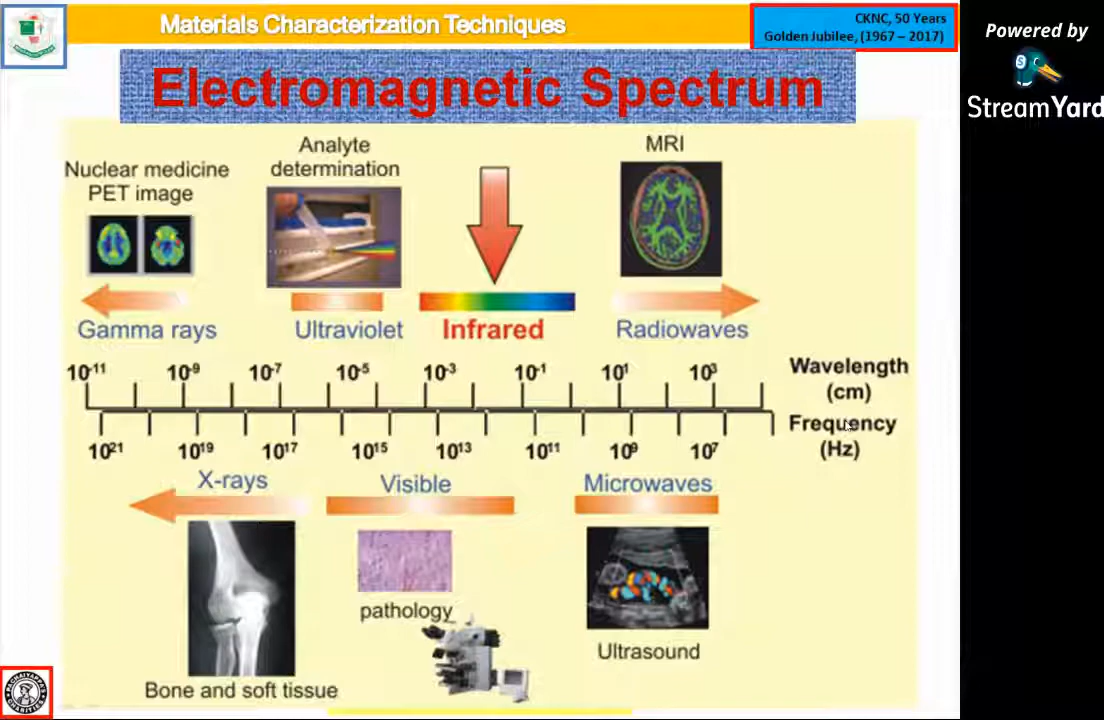 Materials Characterization Techniques
CKNC, 50 Years
Golden Jubilee, (1967 – 2017)
Powered by
StreamYard
Electromagnetic Spectrum
Nuclear medicine
PET image
Analyte
determination
MRI
Gamma rays
Ultraviolet
Infrared
Radiowaves
10⁻¹¹ 10⁻⁹ 10⁻⁷ 10⁻⁵ 10⁻³ 10⁻¹ 10¹ 10³
Wavelength
(cm)
Frequency
(Hz)
10²¹ 10¹⁹ 10¹⁷ 10¹⁵ 10¹³ 10¹¹ 10⁹ 10⁷
X-rays
Visible
Microwaves
pathology
Ultrasound
Bone and soft tissue